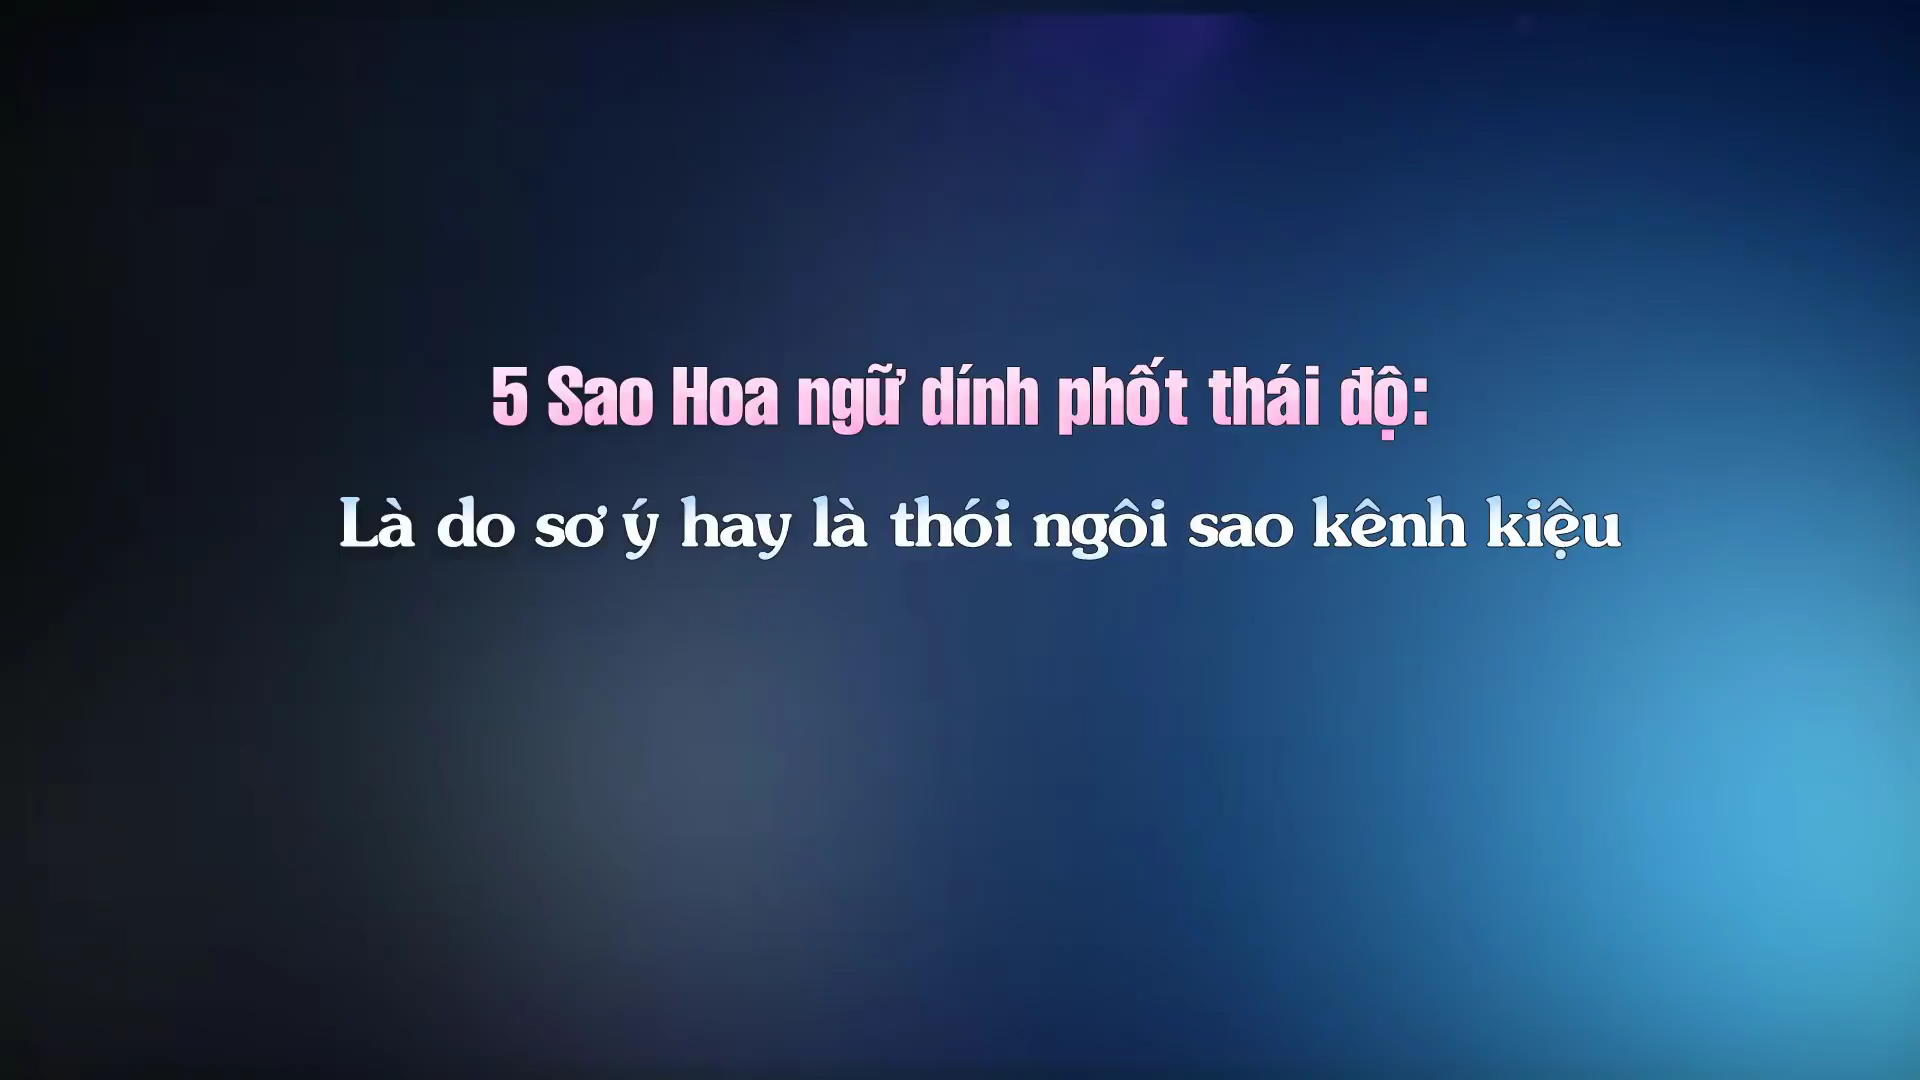 5 Sao Hoa ngữ dính phốt thái độ:
Là do sơ ý hay là thói ngôi sao kênh kiệu